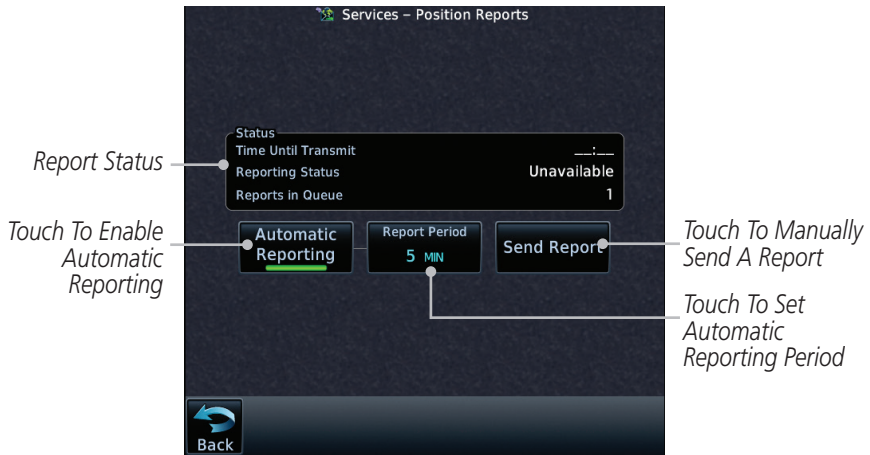 Services – Position Reports
Status
Time Until Transmit __:__
Reporting Status Unavailable
Reports in Queue 1
Report Status
Touch To Enable
Automatic
Reporting
Automatic
Reporting
Report Period
5 MIN
Send Report
Touch To Manually
Send A Report
Touch To Set
Automatic
Reporting Period
Back